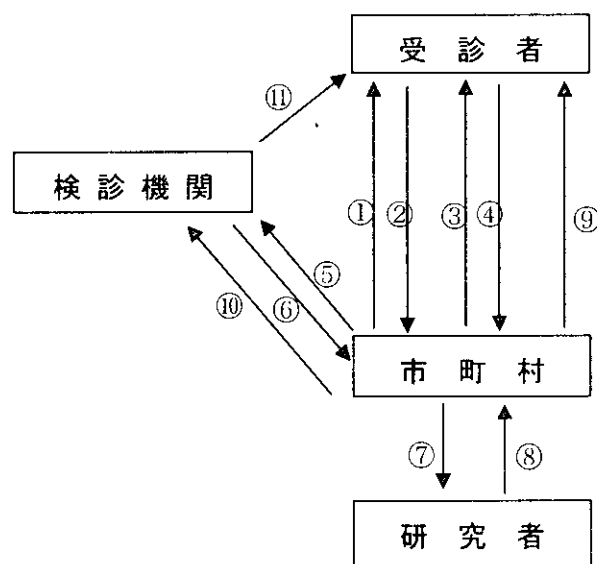 受診者
⑪
検診機関
①
②
③
④
⑨
⑤
⑥
⑩
市町村
⑦
⑧
研究者